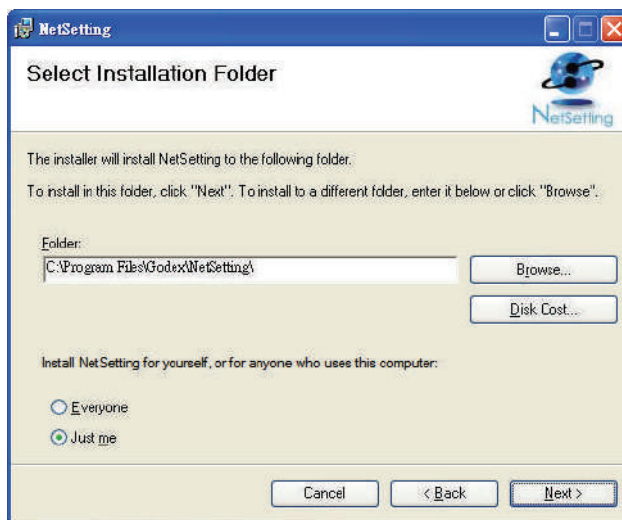 NetSetting
Select Installation Folder
NetSetting
The installer will install NetSetting to the following folder.
To install in this folder, click "Next". To install to a different folder, enter it below or click "Browse".
Folder:
C:\Program Files\Godex\NetSetting\
Browse...
Disk Cost...
Install NetSetting for yourself, or for anyone who uses this computer:
Everyone
Just me
Cancel
< Back
Next >